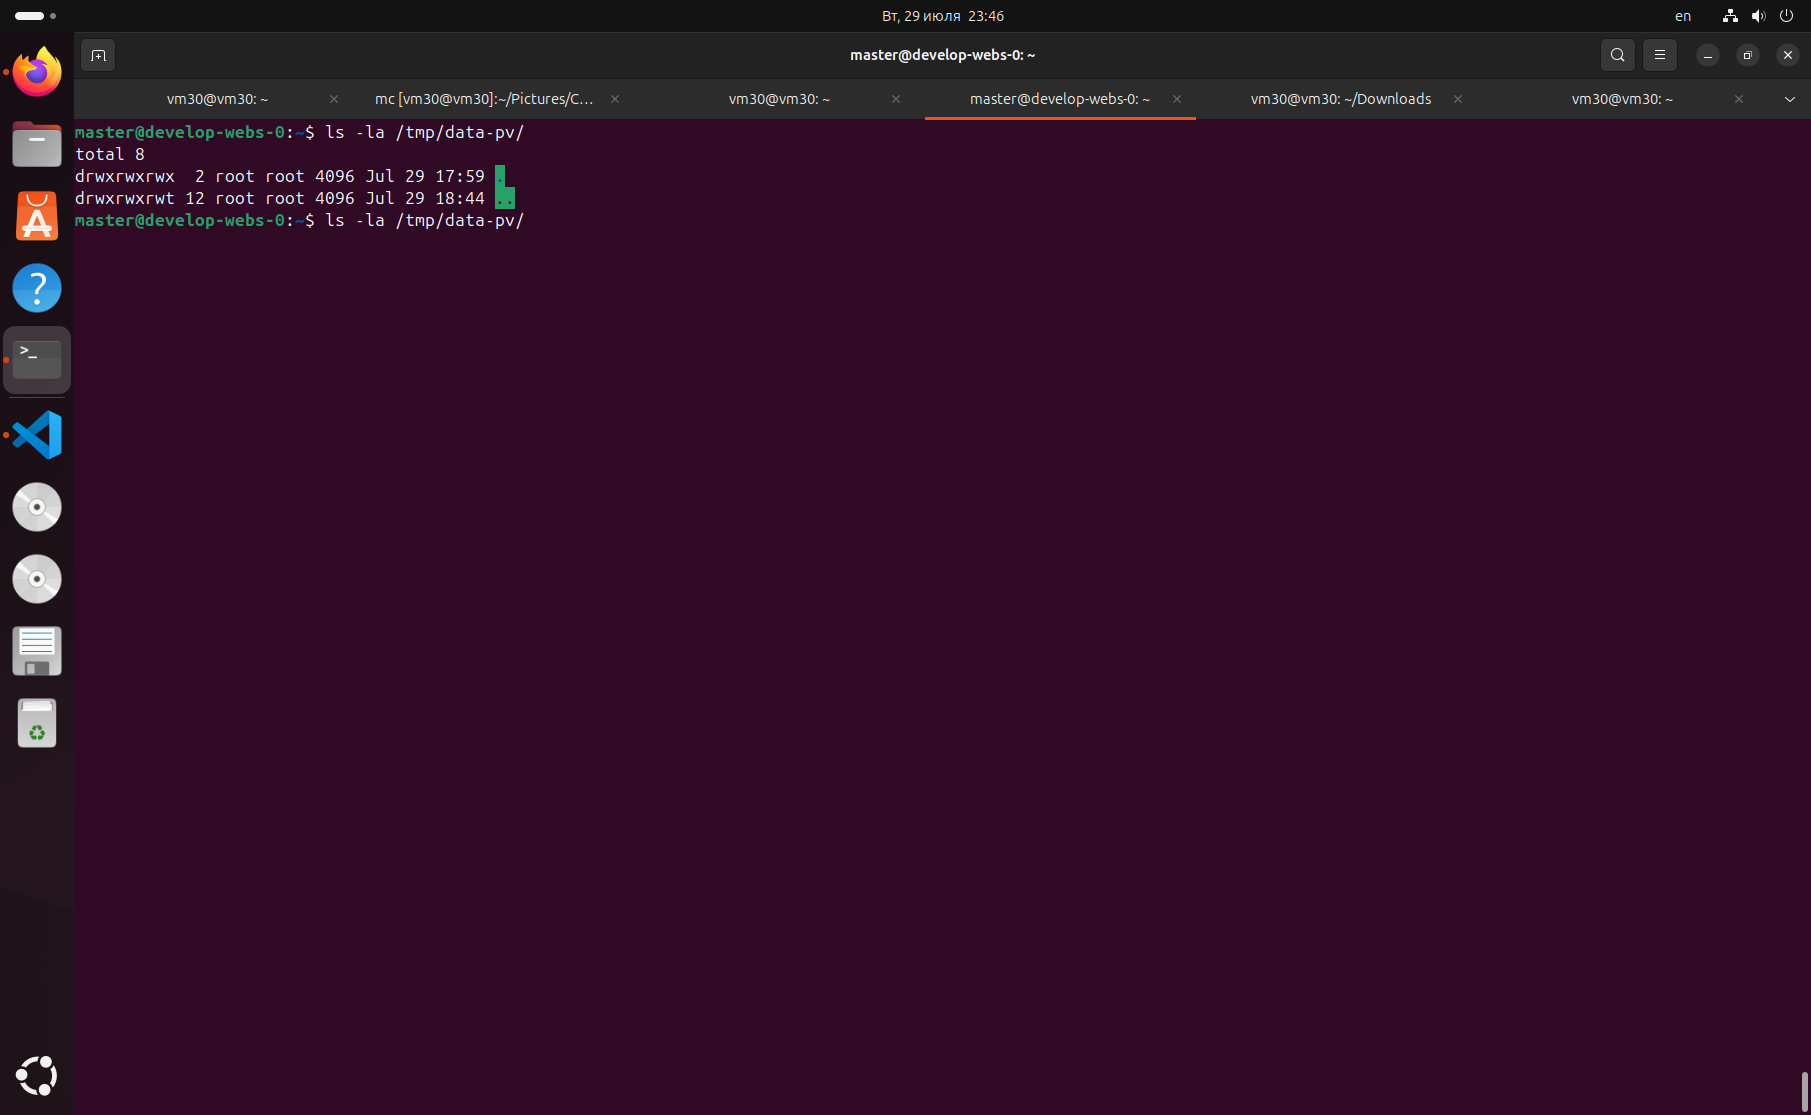 Вт, 29 июля  23:46
en
master@develop-webs-0: ~
vm30@vm30: ~
mc [vm30@vm30]:~/Pictures/C...
vm30@vm30: ~
master@develop-webs-0: ~
vm30@vm30: ~/Downloads
vm30@vm30: ~
master@develop-webs-0:~$ ls -la /tmp/data-pv/
total 8
drwxrwxrwx  2 root root 4096 Jul 29 17:59 .
drwxrwxrwt 12 root root 4096 Jul 29 18:44 ..
master@develop-webs-0:~$ ls -la /tmp/data-pv/